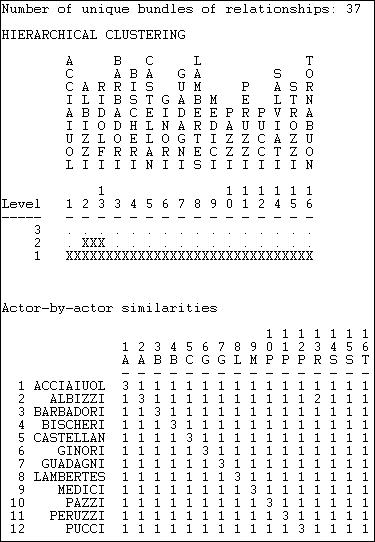 Number of unique bundles of relationships: 37
HIERARCHICAL CLUSTERING
A B C L T
C A B A G A S O
C A R R I S U M P A S R
I L I B S T G A B M E L T N
A B D A C E I D E E P R P V R A
I I O D H L N A R D A U U I O B
U Z L O E L O G T I Z Z C A Z U
O Z F R R A R N E C Z Z C T Z O
L I I I I N I I S I I I I I I N
1 1 1 1 1 1 1
Level 1 2 3 3 4 5 6 7 8 9 0 1 2 4 5 6
----- - - - - - - - - - - - - - - - -
3 . . . . . . . . . . . . . . . .
2 . XXX . . . . . . . . . . . . .
1 XXXXXXXXXXXXXXXXXXXXXXXXXXXXXXX
Actor-by-actor similarities
1 1 1 1 1 1 1
1 2 3 4 5 6 7 8 9 0 1 2 3 4 5 6
A A B B C G G L M P P P R S S T
- - - - - - - - - - - - - - - -
1 ACCIAIUOL 3 1 1 1 1 1 1 1 1 1 1 1 1 1 1 1
2 ALBIZZI 1 3 1 1 1 1 1 1 1 1 1 1 2 1 1 1
3 BARBADORI 1 1 3 1 1 1 1 1 1 1 1 1 1 1 1 1
4 BISCHERI 1 1 1 3 1 1 1 1 1 1 1 1 1 1 1 1
5 CASTELLAN 1 1 1 1 3 1 1 1 1 1 1 1 1 1 1 1
6 GINORI 1 1 1 1 1 3 1 1 1 1 1 1 1 1 1 1
7 GUADAGNI 1 1 1 1 1 1 3 1 1 1 1 1 1 1 1 1
8 LAMBERTES 1 1 1 1 1 1 1 3 1 1 1 1 1 1 1 1
9 MEDICI 1 1 1 1 1 1 1 1 3 1 1 1 1 1 1 1
10 PAZZI 1 1 1 1 1 1 1 1 1 3 1 1 1 1 1 1
11 PERUZZI 1 1 1 1 1 1 1 1 1 1 3 1 1 1 1 1
12 PUCCI 1 1 1 1 1 1 1 1 1 1 1 3 1 1 1 1